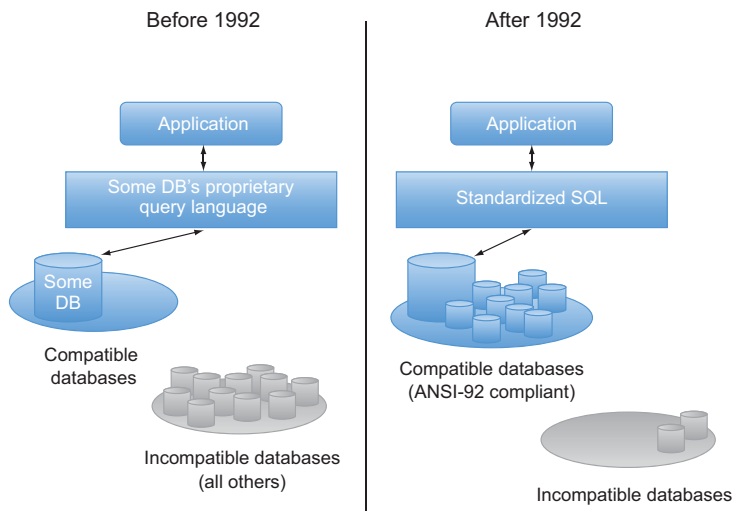 Before 1992
Application
Some DB's proprietary
query language
Some
DB
Compatible
databases
Incompatible databases
(all others)
After 1992
Application
Standardized SQL
Compatible databases
(ANSI-92 compliant)
Incompatible databases